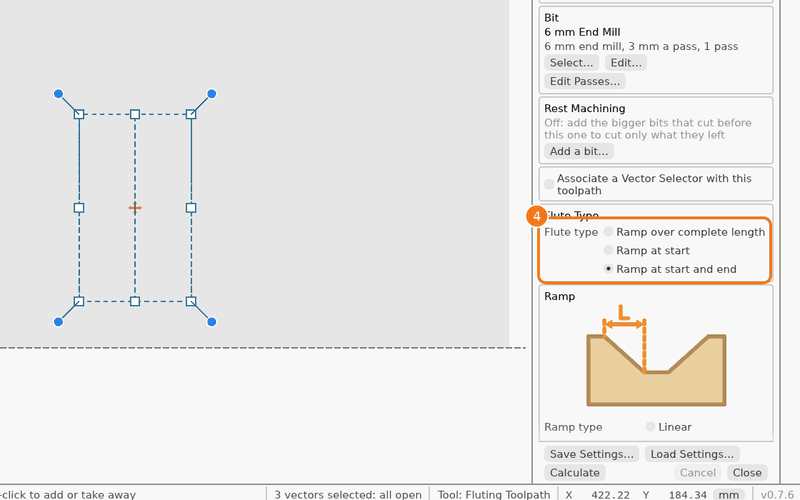 Bit
6 mm End Mill
6 mm end mill, 3 mm a pass, 1 pass
Select...
Edit...
Edit Passes...
Rest Machining
Off: add the bigger bits that cut before
this one to cut only what they left
Add a bit...
Associate a Vector Selector with this
toolpath
Flute Type
4
Flute type
Ramp over complete length
Ramp at start
Ramp at start and end
Ramp
L
Ramp type
Linear
Save Settings...
Load Settings...
Calculate
Cancel
Close
-click to add or take away
3 vectors selected: all open
Tool: Fluting Toolpath
X 422.22 Y 184.34 mm
v0.7.6